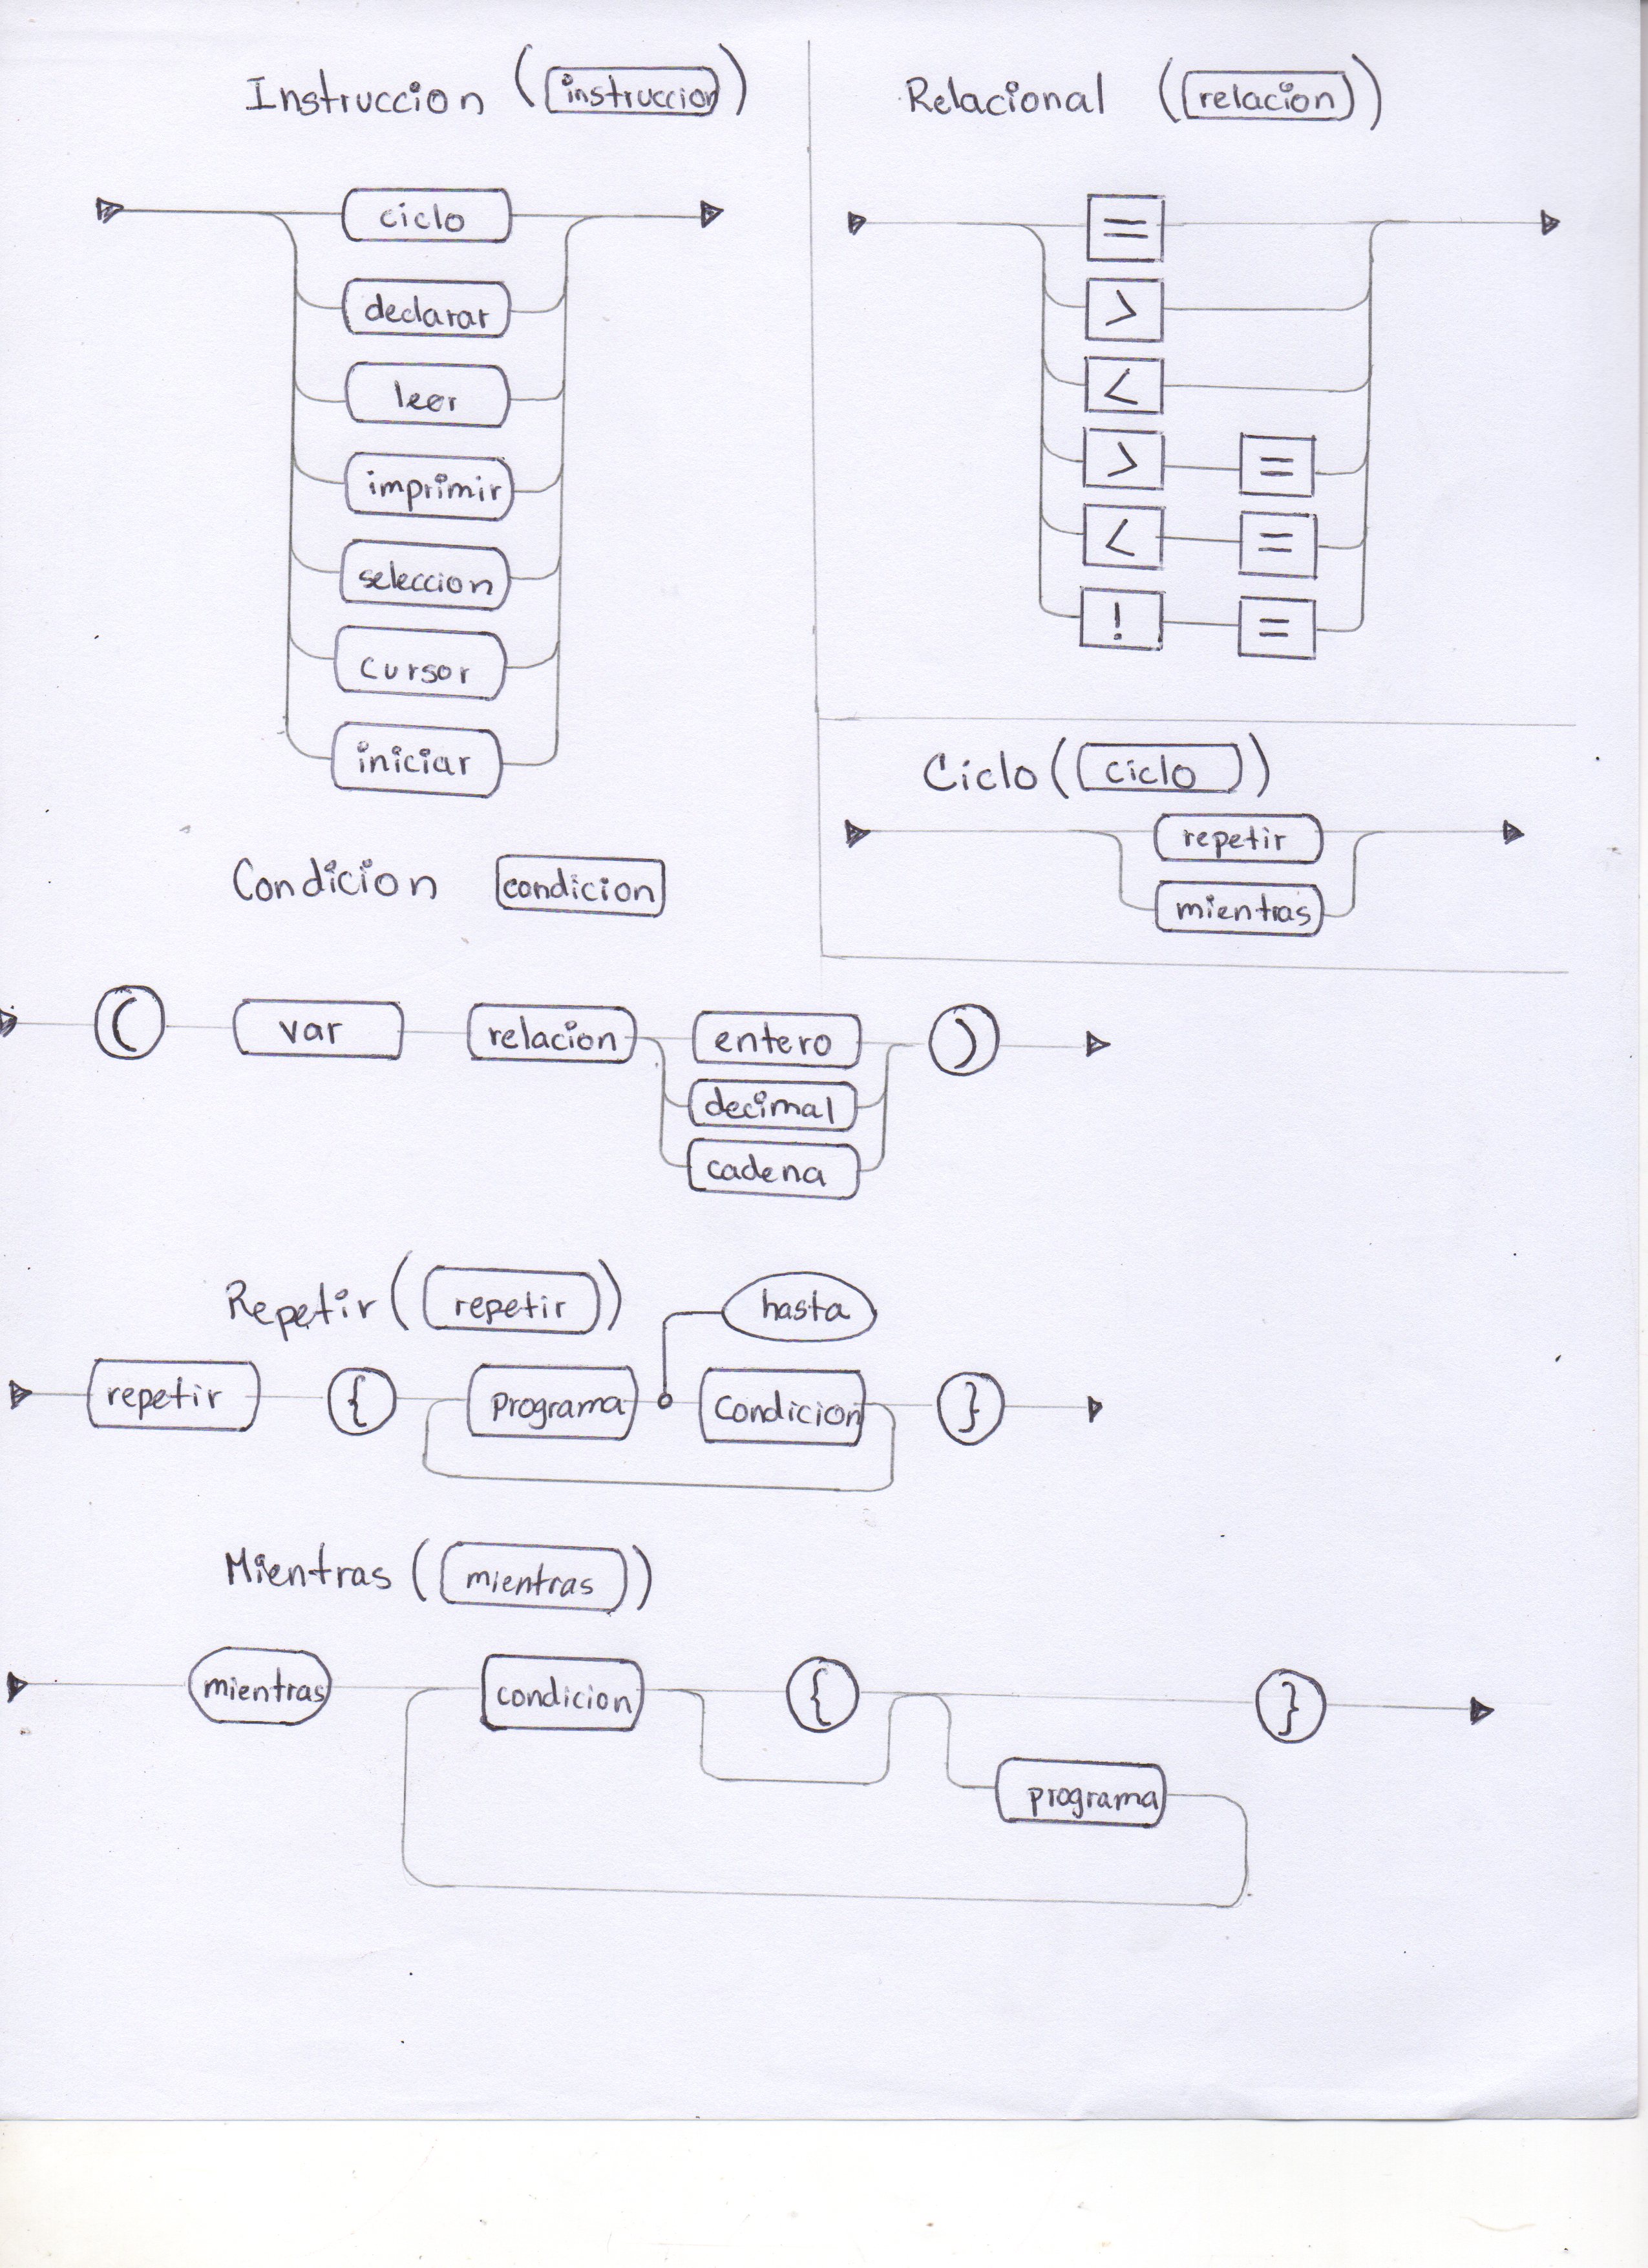 Instruccion (instruccion)
ciclo
declarar
leer
imprimir
seleccion
cursor
iniciar
Relacional (relacion)
=
>
<
> =
< =
! =
Ciclo (ciclo)
repetir
mientras
Condicion condicion
( var relacion entero )
decimal
cadena
Repetir (repetir)
hasta
repetir { programa condicion }
Mientras (mientras)
mientras condicion { }
programa